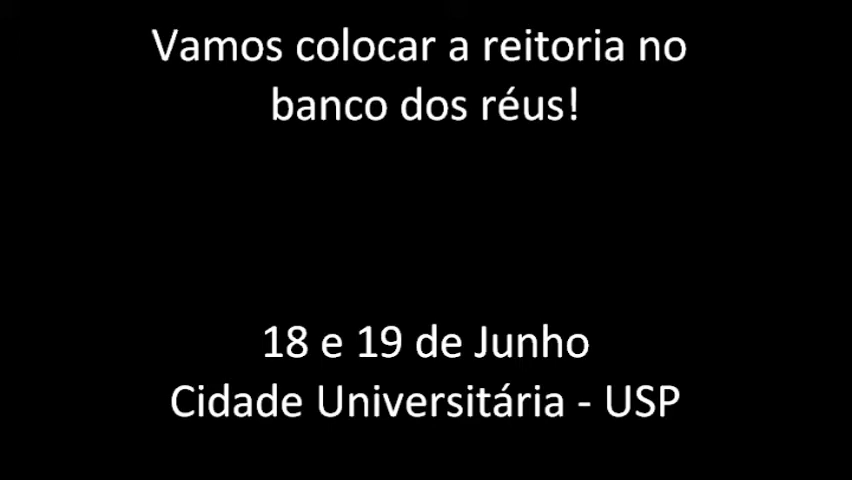 Vamos colocar a reitoria no
banco dos réus!
18 e 19 de Junho
Cidade Universitária - USP